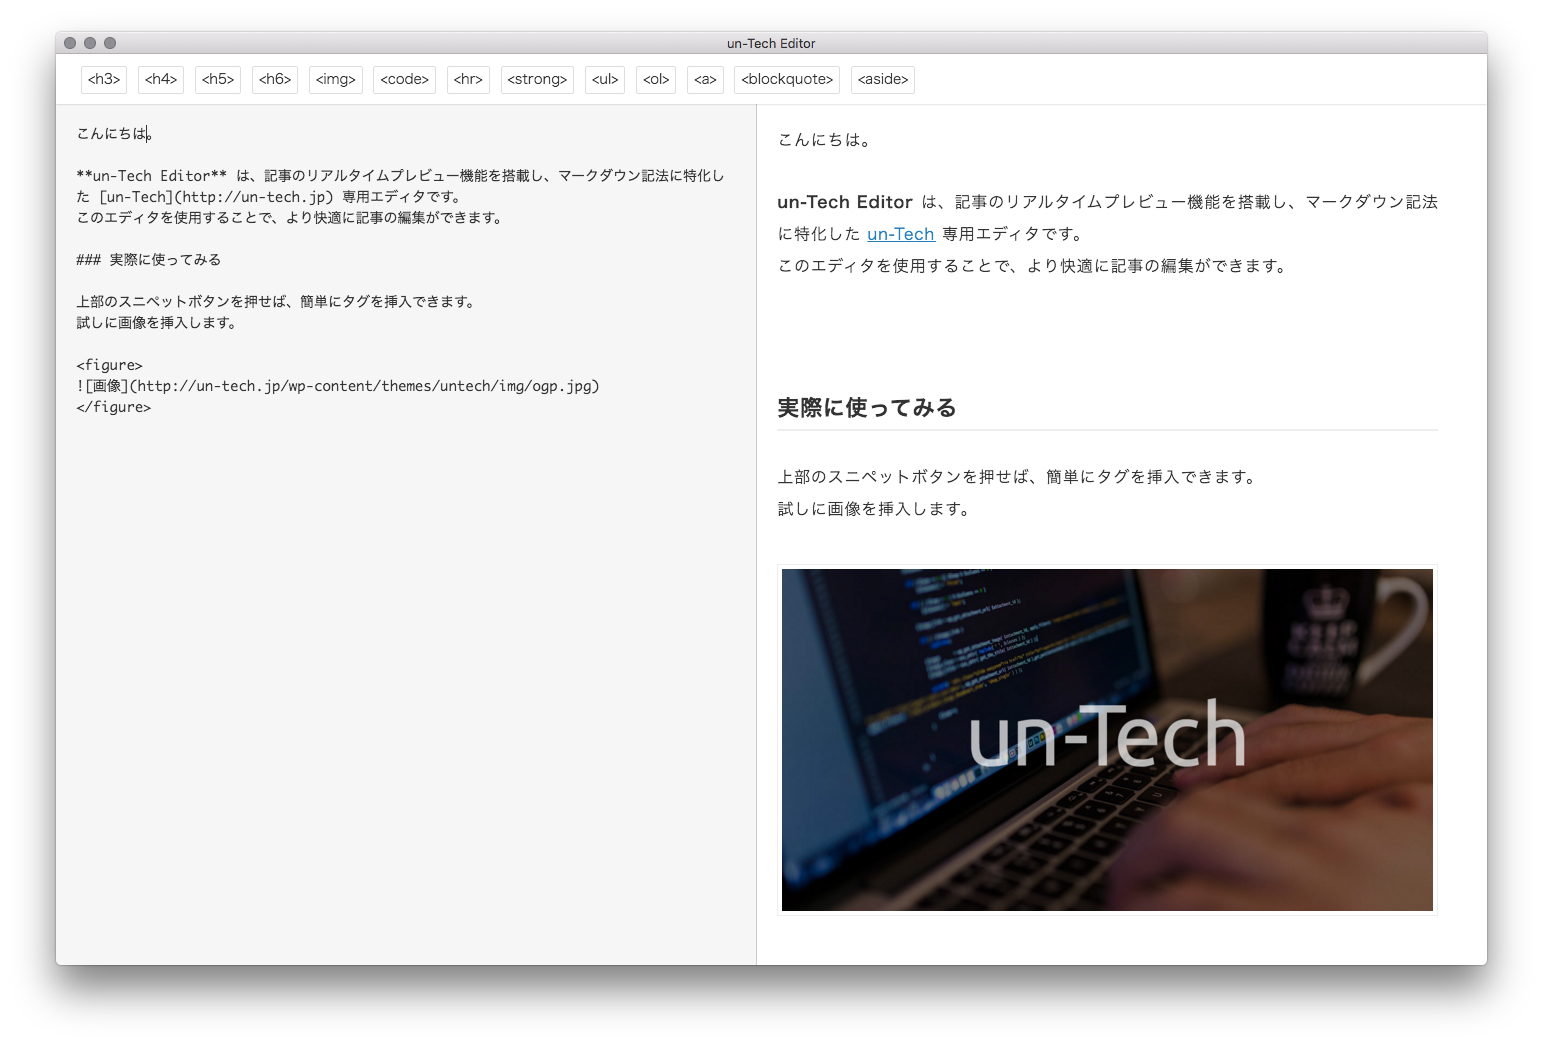 un-Tech Editor
<h3> <h4> <h5> <h6> <img> <code> <hr> <strong> <ul> <ol> <a> <blockquote> <aside>
こんにちは。
**un-Tech Editor** は、記事のリアルタイムプレビュー機能を搭載し、マークダウン記法に特化し
た [un-Tech](http://un-tech.jp) 専用エディタです。
このエディタを使用することで、より快適に記事の編集ができます。
### 実際に使ってみる
上部のスニペットボタンを押せば、簡単にタグを挿入できます。
試しに画像を挿入します。
<figure>
![画像](http://un-tech.jp/wp-content/themes/untech/img/ogp.jpg)
</figure>
こんにちは。
un-Tech Editor は、記事のリアルタイムプレビュー機能を搭載し、マークダウン記法
に特化した un-Tech 専用エディタです。
このエディタを使用することで、より快適に記事の編集ができます。
実際に使ってみる
上部のスニペットボタンを押せば、簡単にタグを挿入できます。
試しに画像を挿入します。
KEEP
CALM
un-Tech